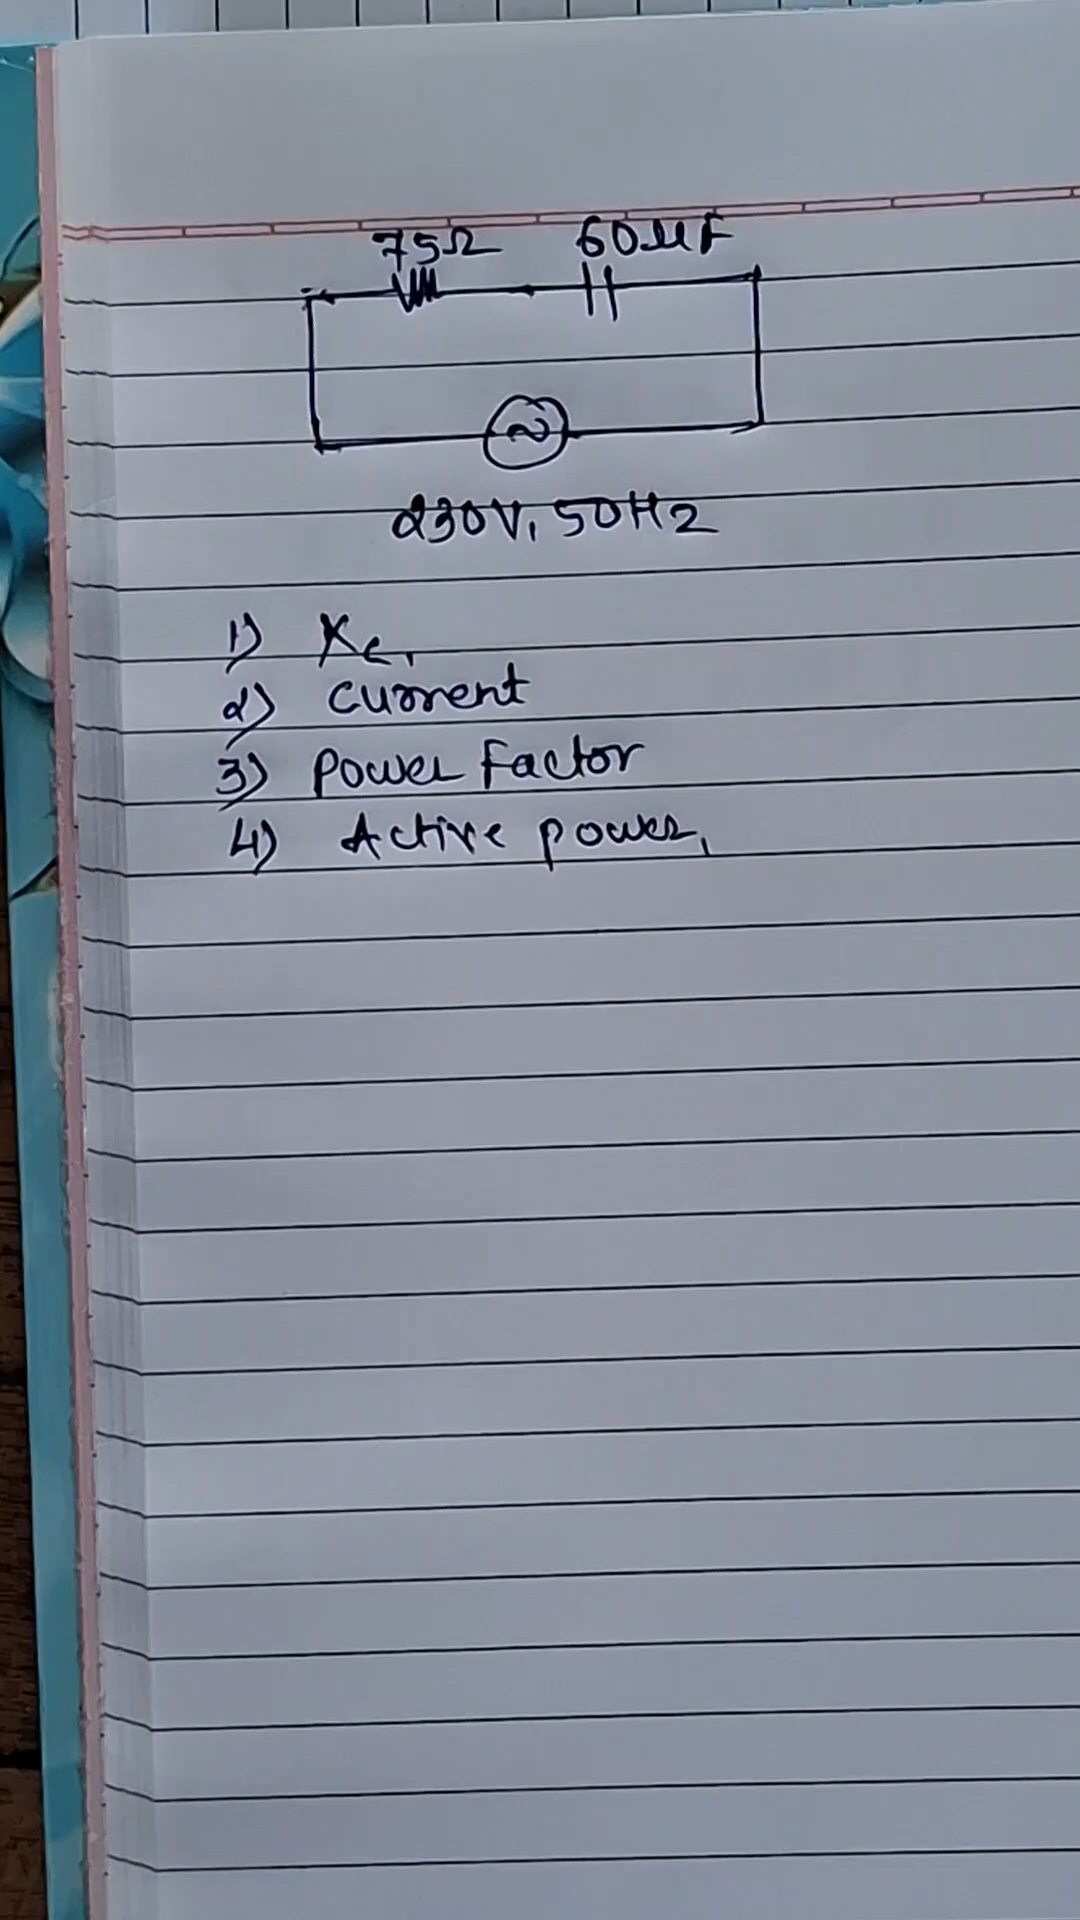 75Ω 60μF
230V, 50Hz
1) Xc,
2) current
3) Power Factor
4) Active power,